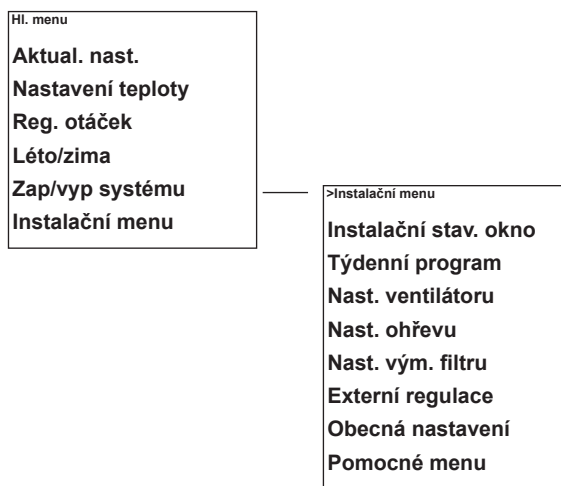 Hl. menu
Aktual. nast.
Nastavení teploty
Reg. otáček
Léto/zima
Zap/vyp systému
Instalační menu
>Instalační menu
Instalační stav. okno
Týdenní program
Nast. ventilátoru
Nast. ohřevu
Nast. vým. filtru
Externí regulace
Obecná nastavení
Pomocné menu